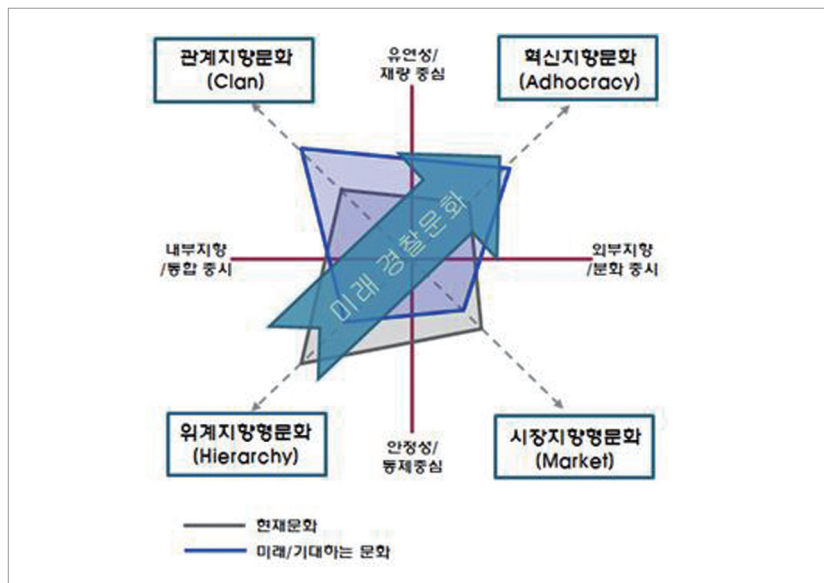 관계지향문화
(Clan)
유연성/
재량 중심
혁신지향문화
(Adhocracy)
내부지향
/통합 중시
미래 경찰문화
외부지향
/분화 중시
위계지향형문화
(Hierarchy)
안정성/
통제중심
시장지향형문화
(Market)
현재문화
미래/기대하는 문화